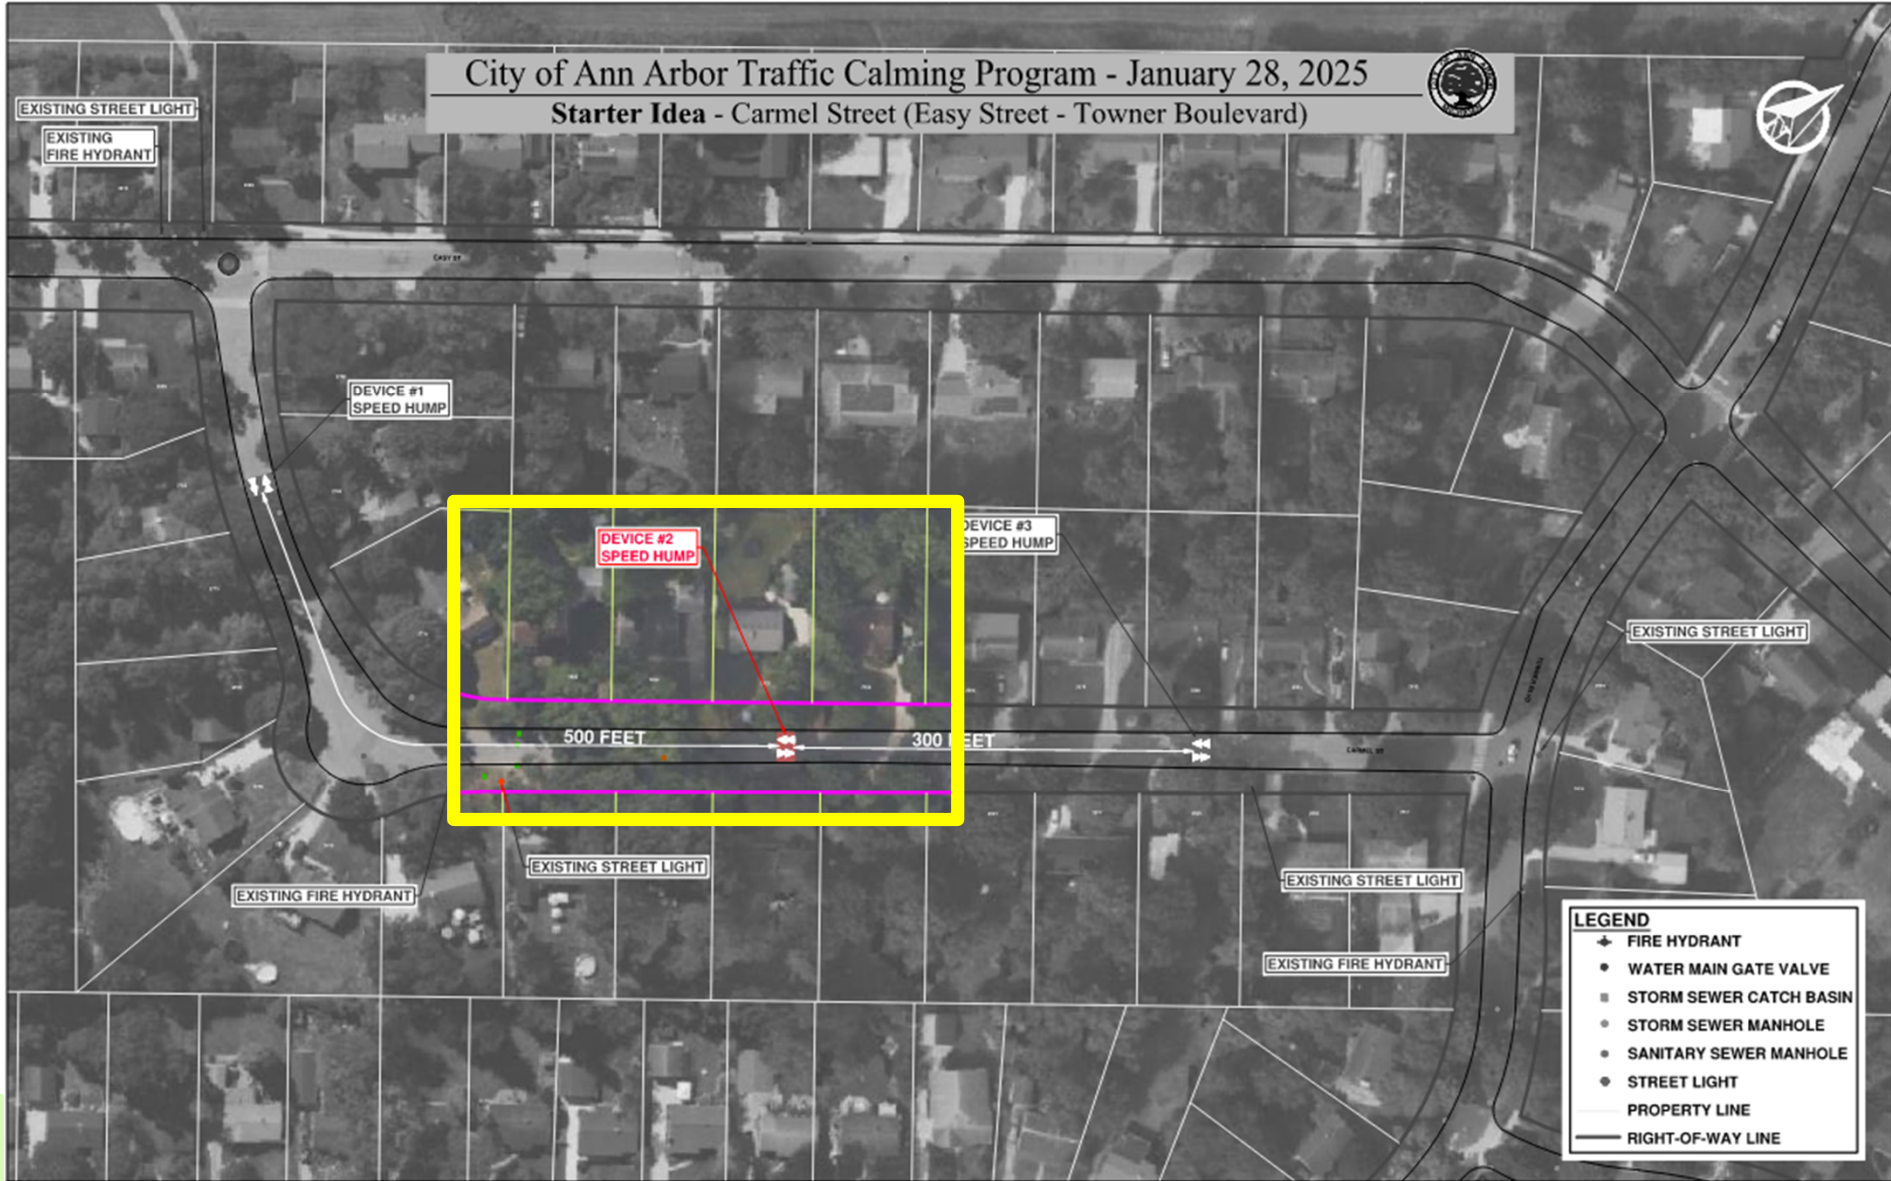 City of Ann Arbor Traffic Calming Program - January 28, 2025
Starter Idea - Carmel Street (Easy Street - Towner Boulevard)
EXISTING STREET LIGHT
EXISTING
FIRE HYDRANT
EASY ST
DEVICE #1
SPEED HUMP
DEVICE #2
SPEED HUMP
DEVICE #3
SPEED HUMP
EXISTING STREET LIGHT
500 FEET
300 FEET
CARMEL ST
EXISTING STREET LIGHT
EXISTING FIRE HYDRANT
EXISTING STREET LIGHT
EXISTING FIRE HYDRANT
LEGEND
FIRE HYDRANT
WATER MAIN GATE VALVE
STORM SEWER CATCH BASIN
STORM SEWER MANHOLE
SANITARY SEWER MANHOLE
STREET LIGHT
PROPERTY LINE
RIGHT-OF-WAY LINE